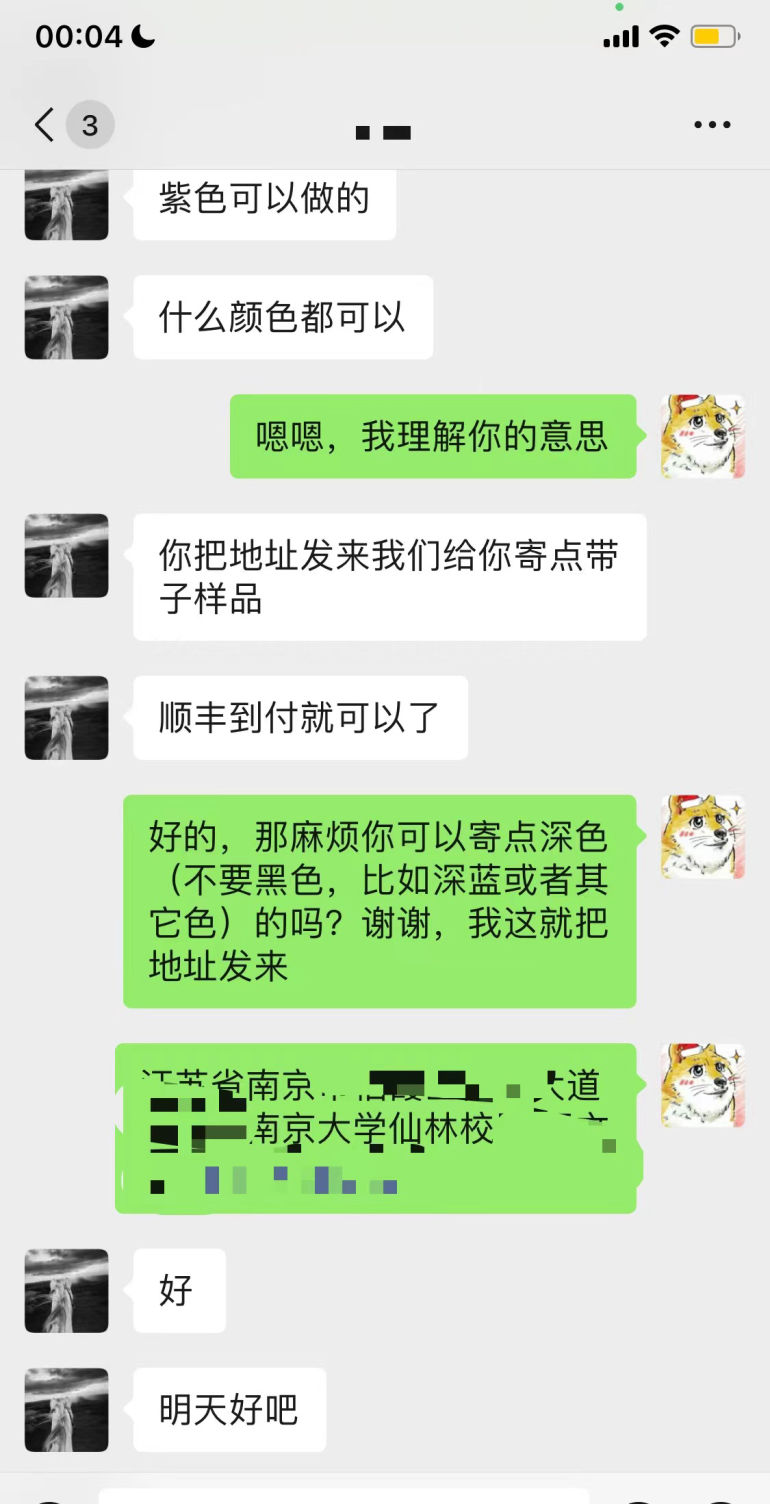 00:04
3
紫色可以做的
什么颜色都可以
嗯嗯，我理解你的意思
你把地址发来我们给你寄点带
子样品
顺丰到付就可以了
好的，那麻烦你可以寄点深色
（不要黑色，比如深蓝或者其
它色）的吗？谢谢，我这就把
地址发来
江苏省南京 大道
南京大学仙林校
好
明天好吧